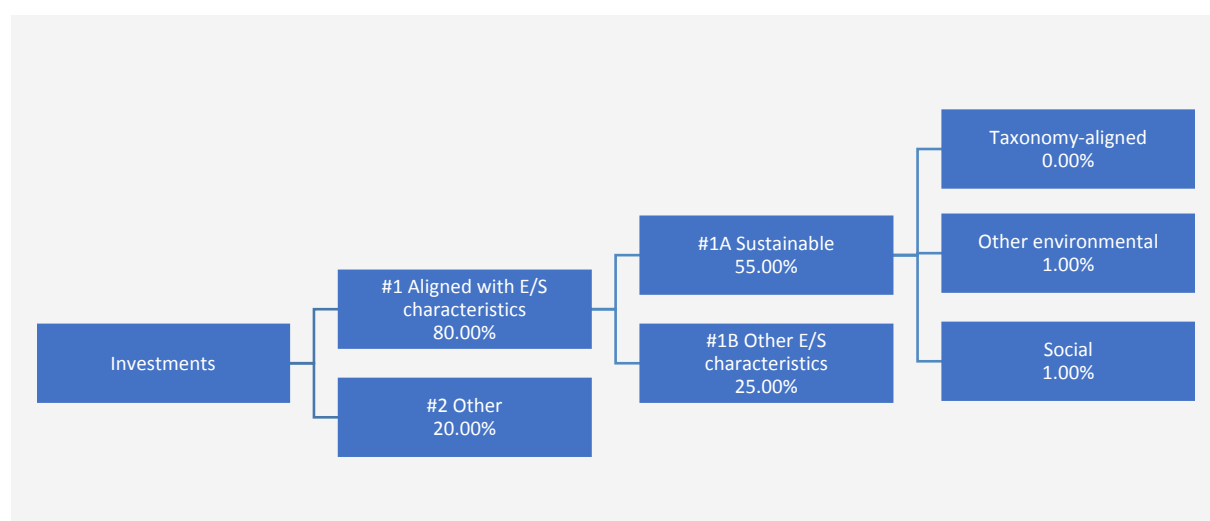 Investments
#1 Aligned with E/S
characteristics
80.00%
#2 Other
20.00%
#1A Sustainable
55.00%
#1B Other E/S
characteristics
25.00%
Taxonomy-aligned
0.00%
Other environmental
1.00%
Social
1.00%